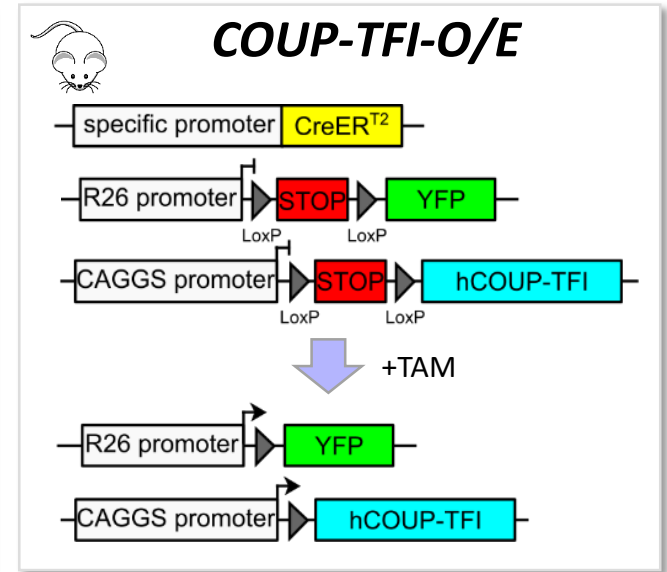 COUP-TFI-O/E
specific promoter CreER^T2
R26 promoter STOP YFP
LoxP LoxP
CAGGS promoter STOP hCOUP-TFI
LoxP LoxP
+TAM
R26 promoter YFP
CAGGS promoter hCOUP-TFI